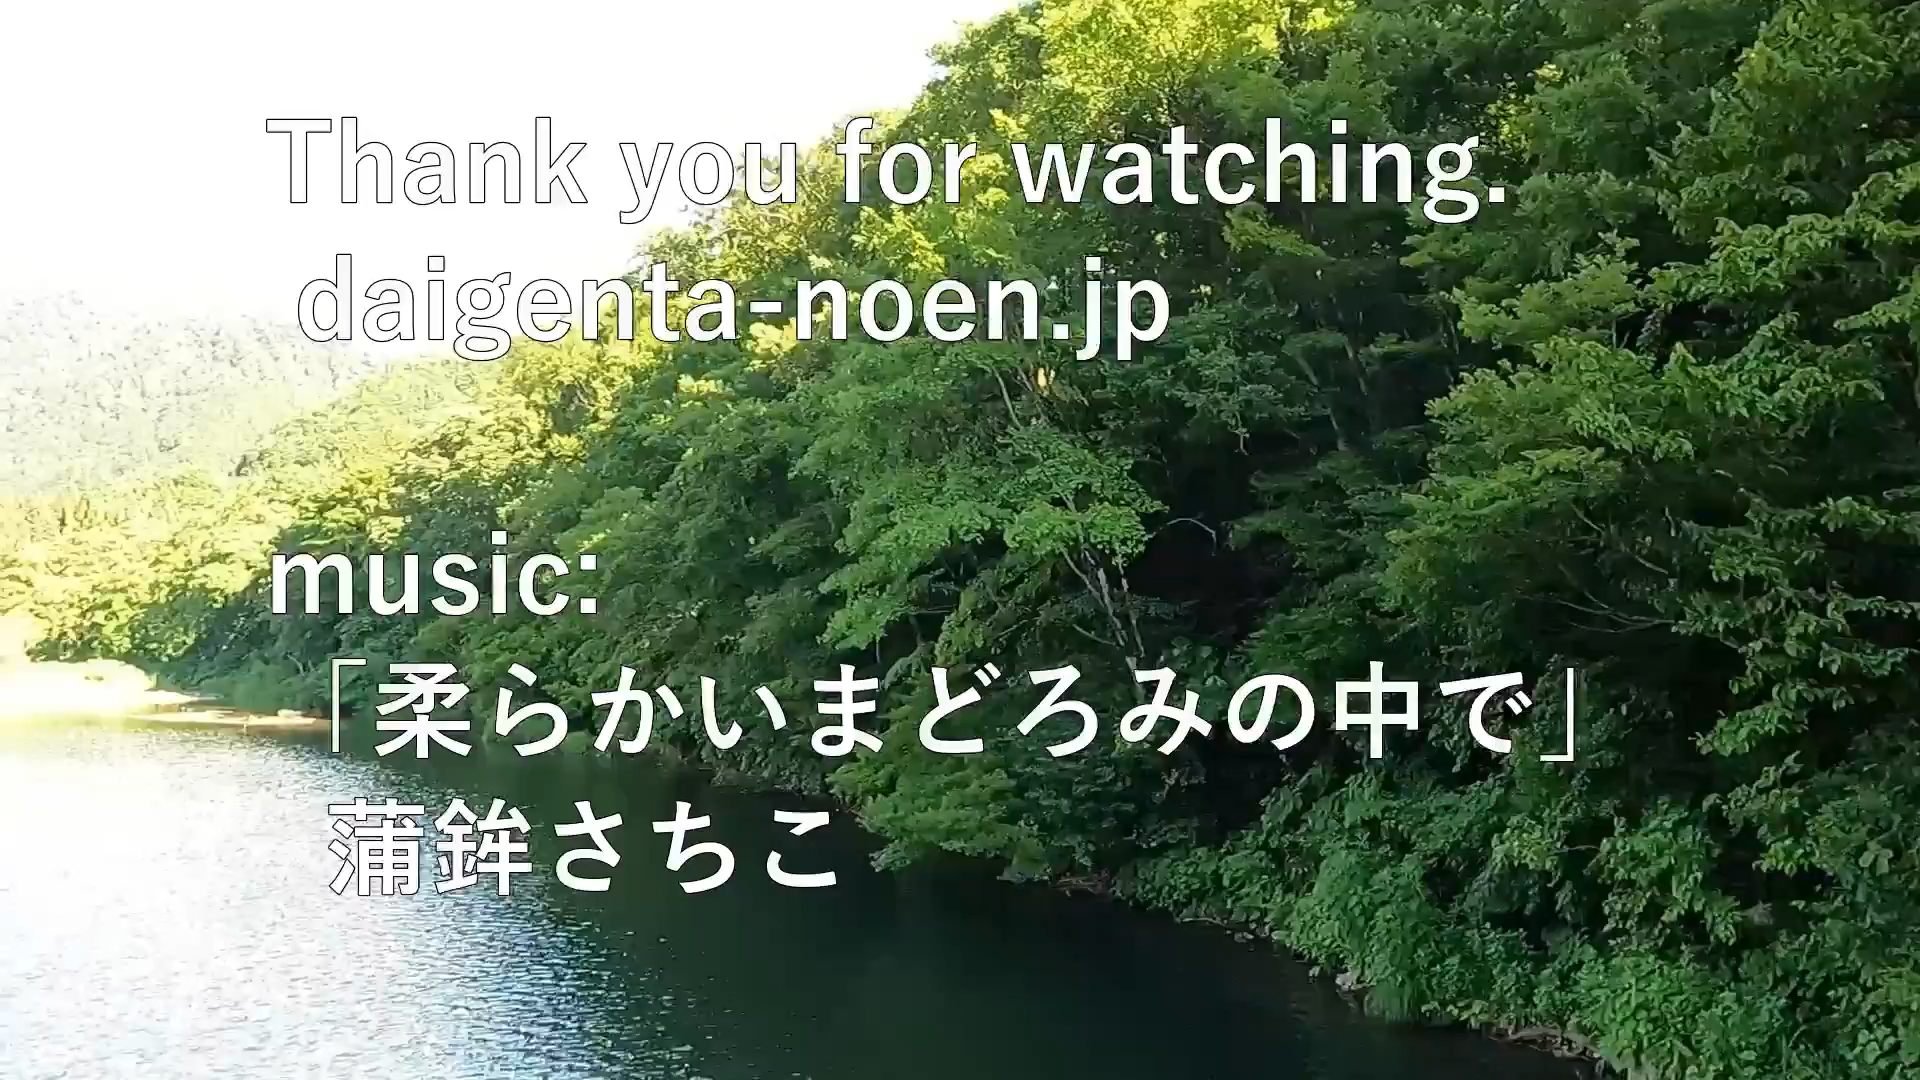 Thank you for watching.
daigenta-noen.jp
music:
「柔らかいまどろみの中で」
蒲鉾さちこ